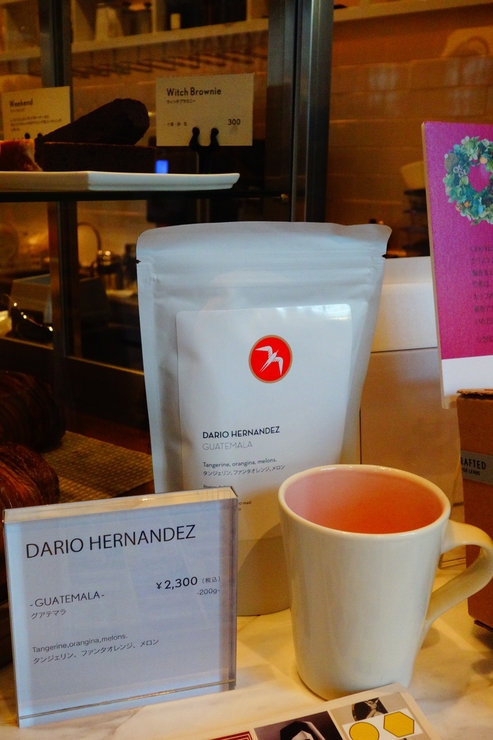 Weekend
Witch Brownie
ウィッチブラウニー
300
DARIO HERNANDEZ
GUATEMALA
Tangerine, orangina, melons.
タンジェリン、ファンタオレンジ、メロン
DARIO HERNANDEZ
¥2,300 (税込)
-GUATEMALA-
-200g-
グアテマラ
Tangerine,orangina,melons.
タンジェリン、ファンタオレンジ、メロン